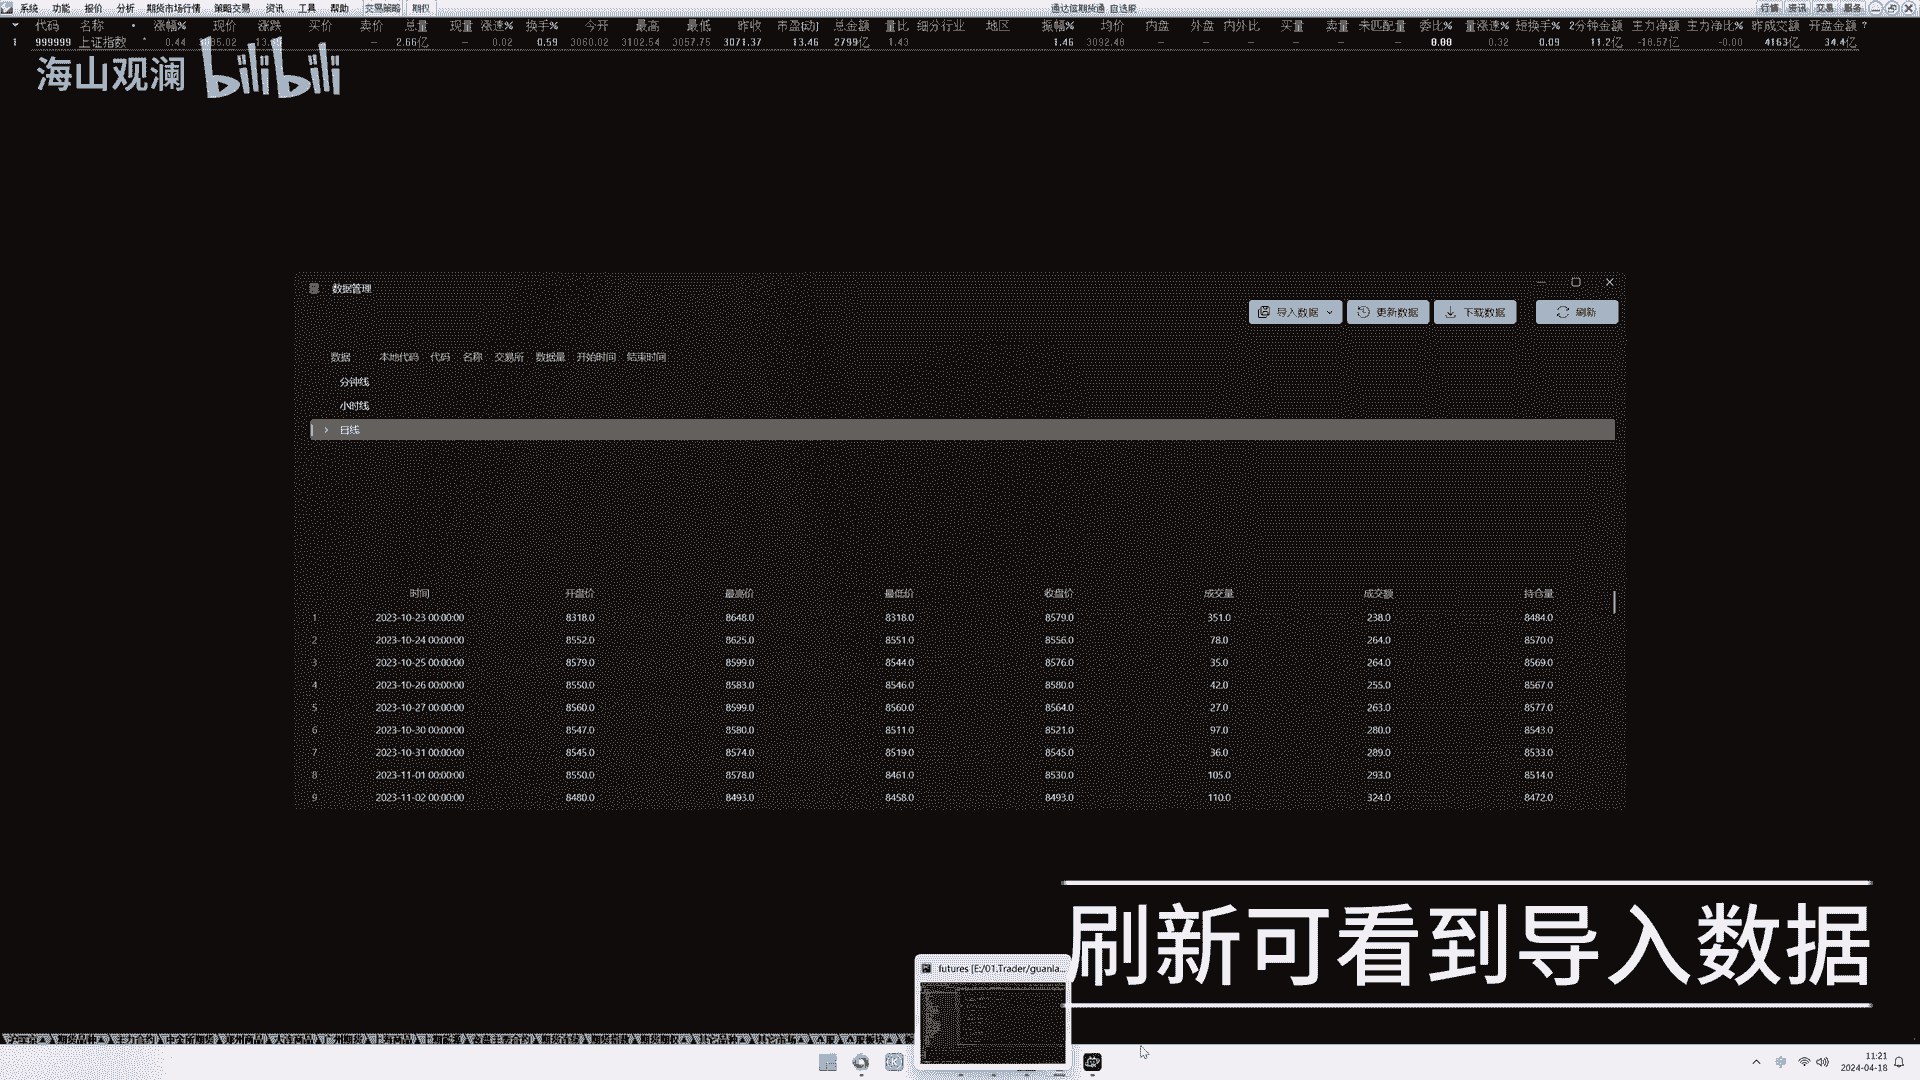 系统 功能 报价 分析 期货市场行情 策略交易 资讯 工具 帮助 交易策略 期权 通达信期货通 自选股 行情 资讯 交易 服务
代码 名称 涨幅% 现价 涨跌 买价 卖价 总量 现量 涨速% 换手% 今开 最高 最低 昨收 市盈(动) 总金额 量比 细分行业 地区 振幅% 均价 内盘 外盘 内外比 买量 卖量 未匹配量 委比% 量涨速% 短换手% 2分钟金额 主力净额 主力净比% 昨成交额 开盘金额 ?
1 999999 上证指数 0.44 – 2.66亿 – 0.02 0.59 3060.02 3102.54 3057.75 3071.37 13.46 2799亿 1.43 1.46 3092.48 – – – – – – 0.00 0.32 0.09 11.2亿 -18.57亿 -0.00 4163亿 34.4亿
海山观澜 bilibili
数据管理
导入数据 更新数据 下载数据 刷新
数据 本地代码 代码 名称 交易所 数据量 开始时间 结束时间
分钟线
小时线
日线
时间 开盘价 最高价 最低价 收盘价 成交量 成交额 持仓量
1 2023-10-23 00:00:00 8318.0 8648.0 8318.0 8579.0 351.0 238.0 8484.0
2 2023-10-24 00:00:00 8552.0 8625.0 8551.0 8556.0 78.0 264.0 8570.0
3 2023-10-25 00:00:00 8579.0 8599.0 8544.0 8576.0 35.0 264.0 8569.0
4 2023-10-26 00:00:00 8550.0 8583.0 8546.0 8580.0 42.0 255.0 8567.0
5 2023-10-27 00:00:00 8560.0 8599.0 8560.0 8564.0 27.0 263.0 8577.0
6 2023-10-30 00:00:00 8547.0 8580.0 8511.0 8521.0 97.0 280.0 8543.0
7 2023-10-31 00:00:00 8545.0 8574.0 8519.0 8545.0 36.0 289.0 8533.0
8 2023-11-01 00:00:00 8550.0 8578.0 8461.0 8530.0 105.0 293.0 8514.0
9 2023-11-02 00:00:00 8480.0 8493.0 8458.0 8493.0 110.0 324.0 8472.0
刷新可看到导入数据
futures [E:/01.Trader/guanla...
11:21
2024-04-18